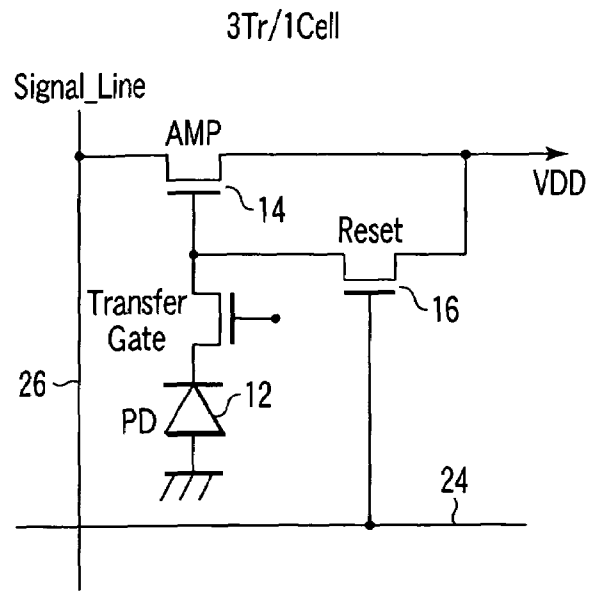 3Tr/1Cell
Signal_Line
AMP
VDD
14
Reset
16
Transfer
Gate
26
12
PD
24